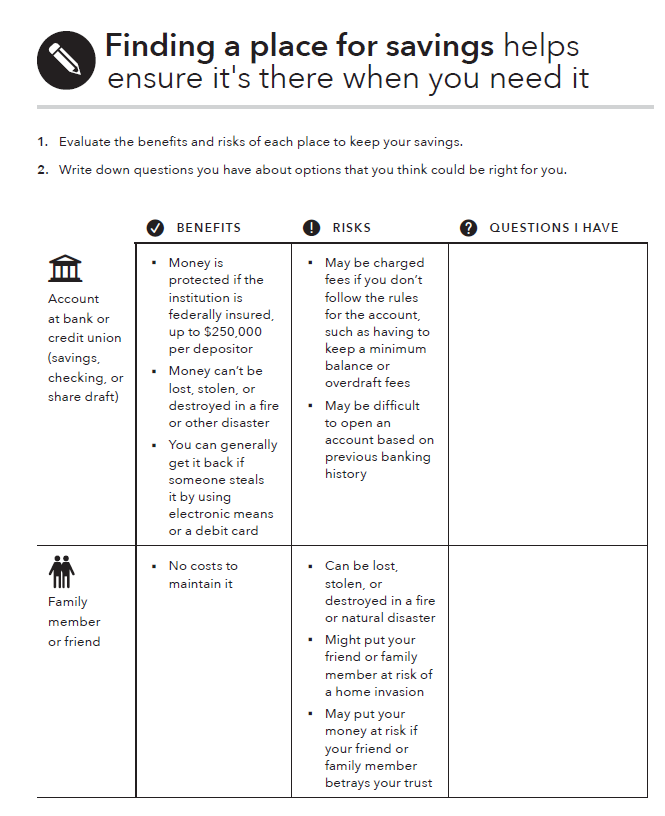 Finding a place for savings helps
ensure it's there when you need it
1. Evaluate the benefits and risks of each place to keep your savings.
2. Write down questions you have about options that you think could be right for you.
BENEFITS
RISKS
QUESTIONS I HAVE
Account
at bank or
credit union
(savings,
checking, or
share draft)
▪ Money is
protected if the
institution is
federally insured,
up to $250,000
per depositor
▪ Money can’t be
lost, stolen, or
destroyed in a fire
or other disaster
▪ You can generally
get it back if
someone steals
it by using
electronic means
or a debit card
▪ May be charged
fees if you don’t
follow the rules
for the account,
such as having to
keep a minimum
balance or
overdraft fees
▪ May be difficult
to open an
account based on
previous banking
history
Family
member
or friend
▪ No costs to
maintain it
▪ Can be lost,
stolen, or
destroyed in a fire
or natural disaster
▪ Might put your
friend or family
member at risk of
a home invasion
▪ May put your
money at risk if
your friend or
family member
betrays your trust